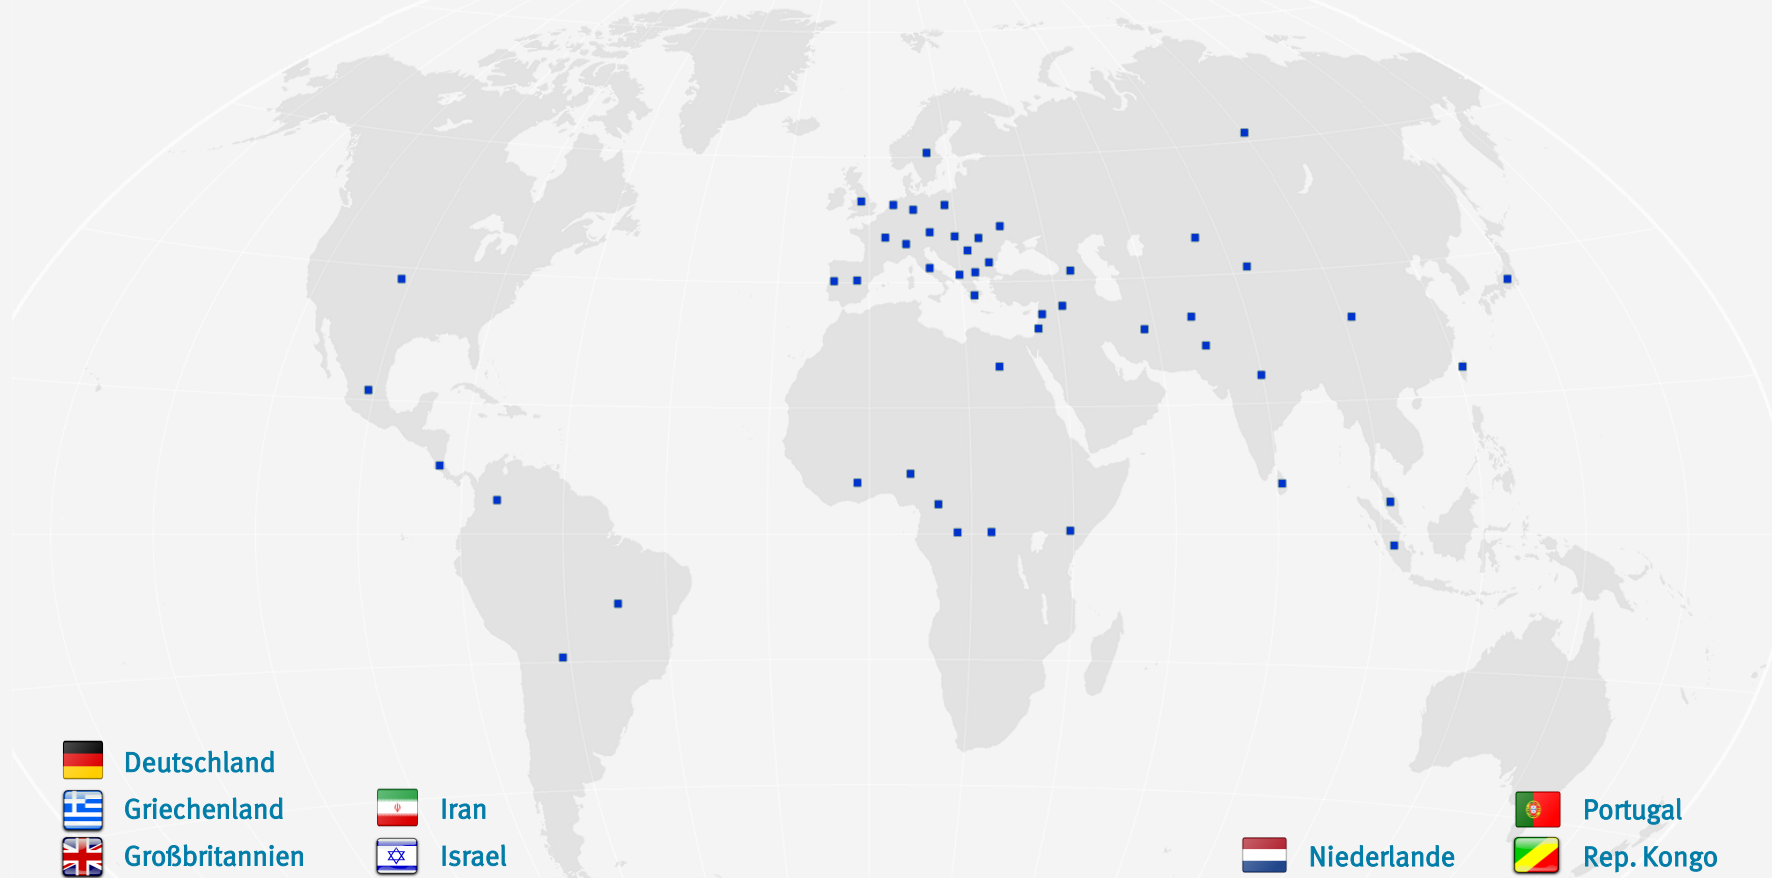 Deutschland
Griechenland
Großbritannien
Iran
Israel
Niederlande
Portugal
Rep. Kongo